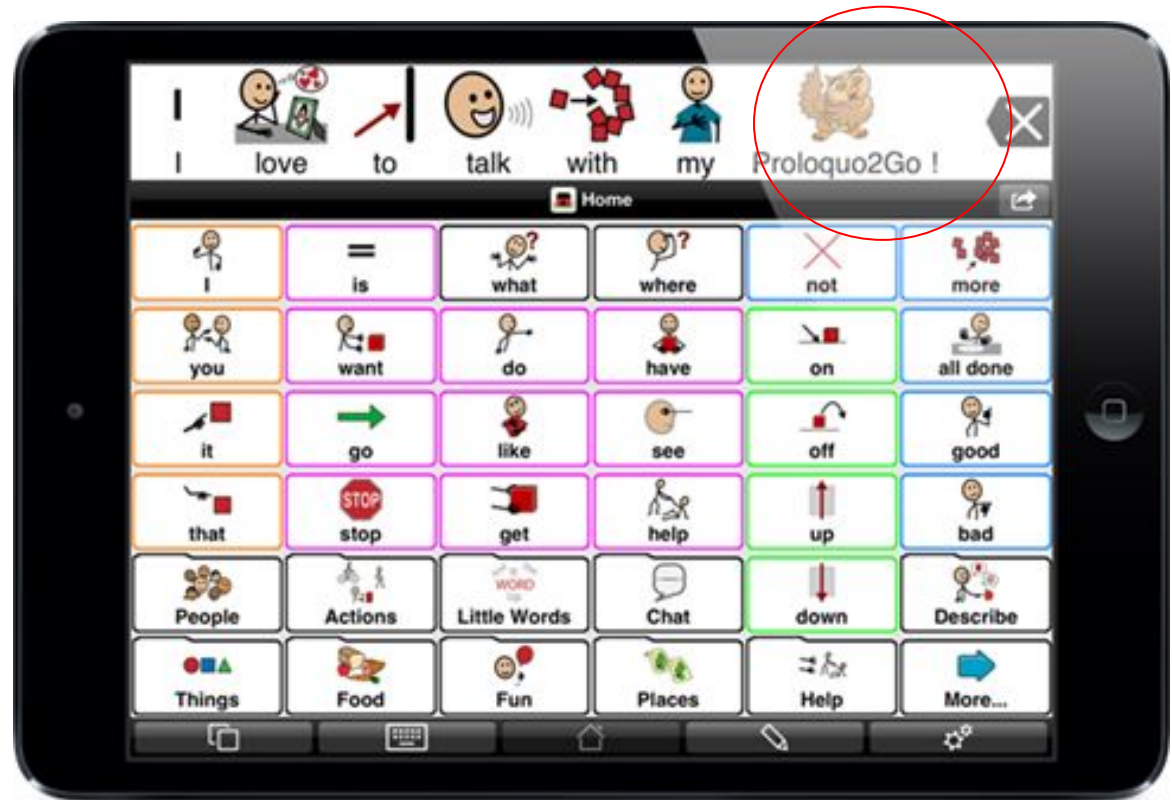 I love to talk with my Proloquo2Go !
Home
I is what where not more
you want do have on all done
it go like see off good
that STOP stop get help up bad
People Actions WORD Little Words Chat down Describe
Things Food Fun Places Help More...